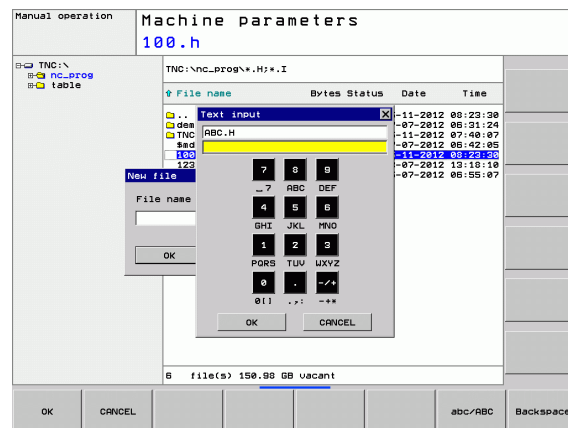 Manual operation
Machine parameters
100.h
TNC:\
nc_prog
table
TNC:\nc_prog\*.H;*.I
File name Bytes Status Date Time
..
-11-2012 08:23:30
dem
-07-2012 06:31:24
TNC
-11-2012 07:40:07
$md
-07-2012 06:42:05
100
-11-2012 08:23:30
123
-07-2012 13:18:10
-07-2012 06:55:07
Text input
ABC.H
7 8 9
_7 ABC DEF
4 5 6
GHI JKL MNO
1 2 3
PQRS TUV WXYZ
0 . -/+
0[] .,: -+*
OK CANCEL
New file
File name
OK
6 file(s) 150.98 GB vacant
OK CANCEL abc/ABC Backspace